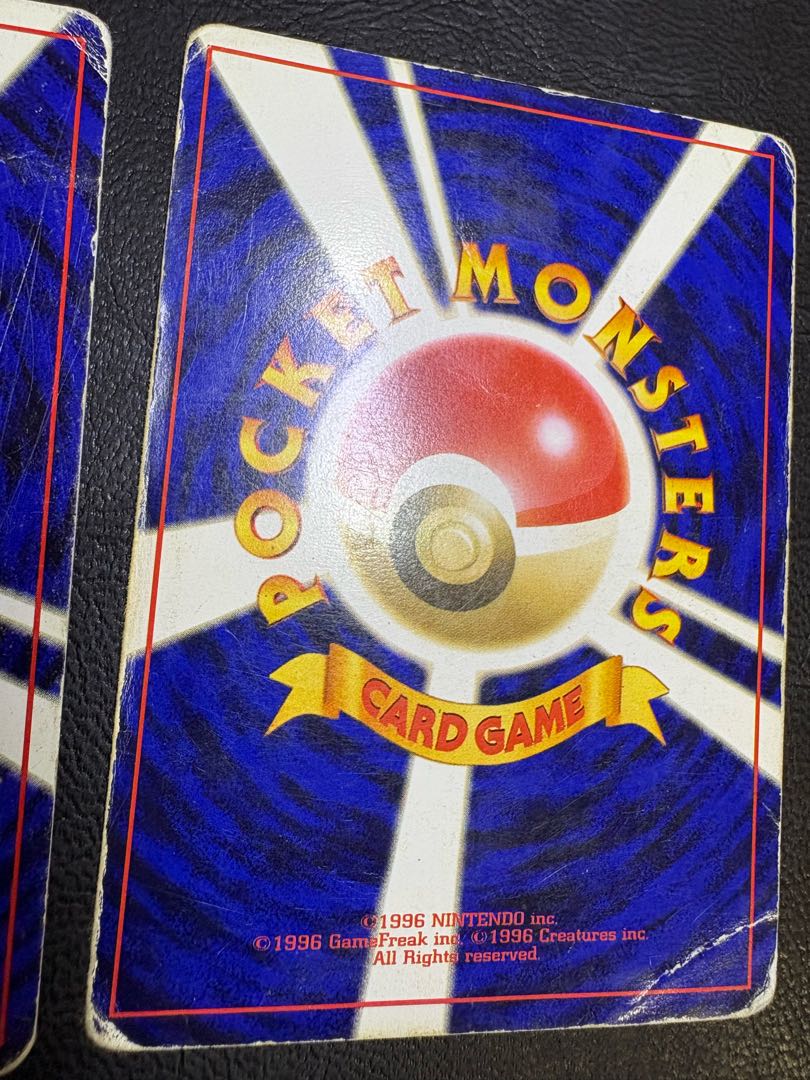 POCKET MONSTERS
CARD GAME
©1996 NINTENDO inc.
©1996 GameFreak inc. ©1996 Creatures inc.
All Rights reserved.